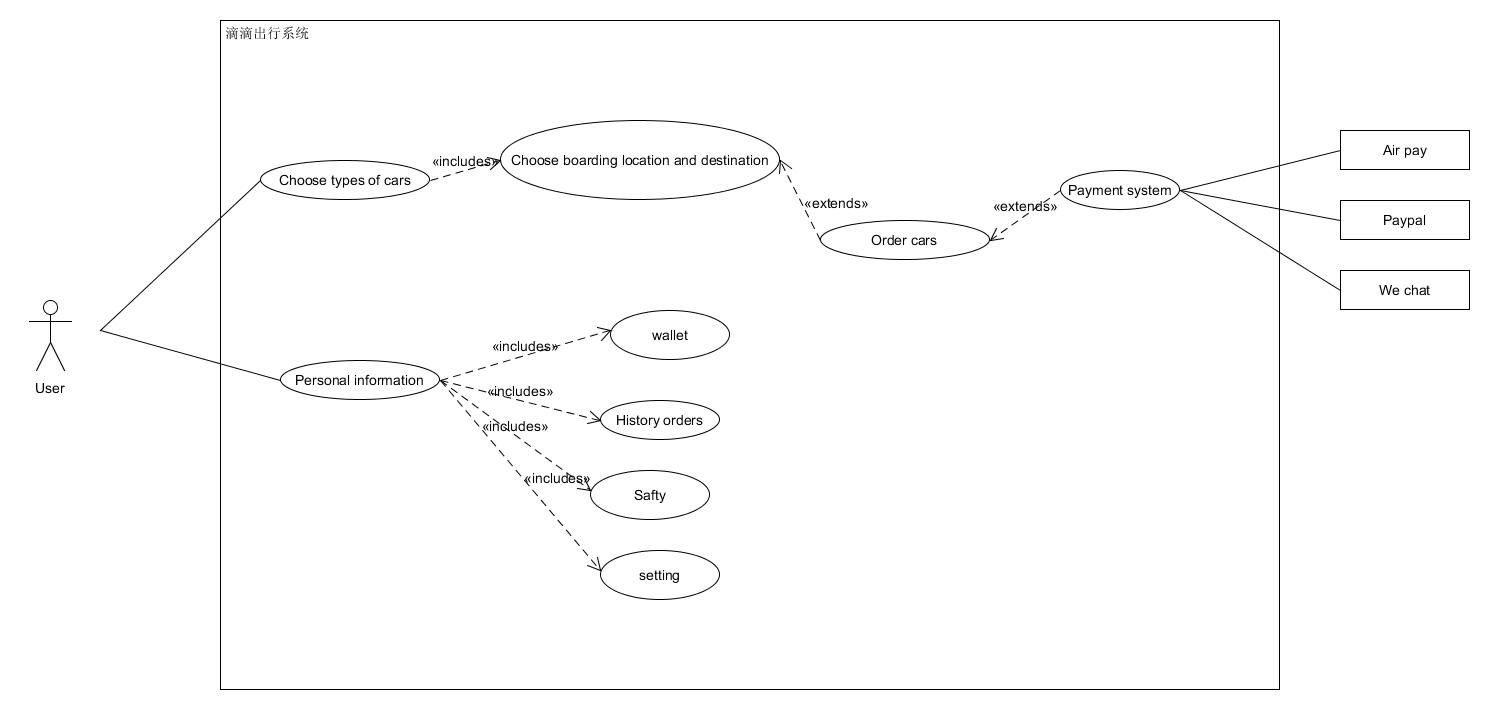 滴滴出行系统
Choose types of cars
«includes»
Choose boarding location and destination
«extends»
Order cars
«extends»
Payment system
Air pay
Paypal
We chat
User
Personal information
«includes»
wallet
«includes»
History orders
«includes»
Safty
«includes»
setting